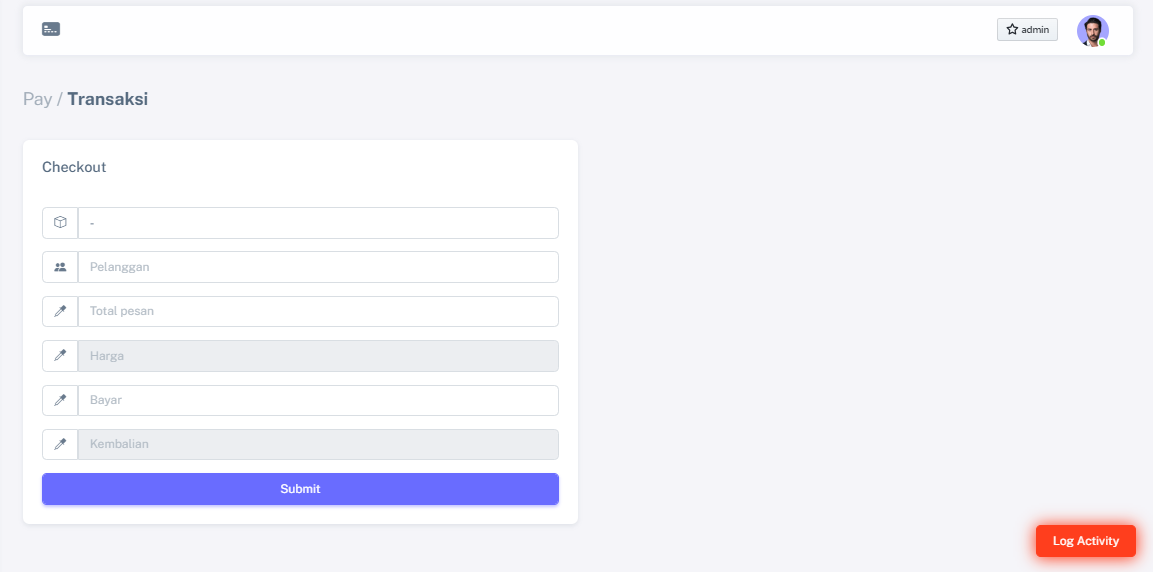 admin
Pay / Transaksi
Checkout
-
Pelanggan
Total pesan
Harga
Bayar
Kembalian
Submit
Log Activity